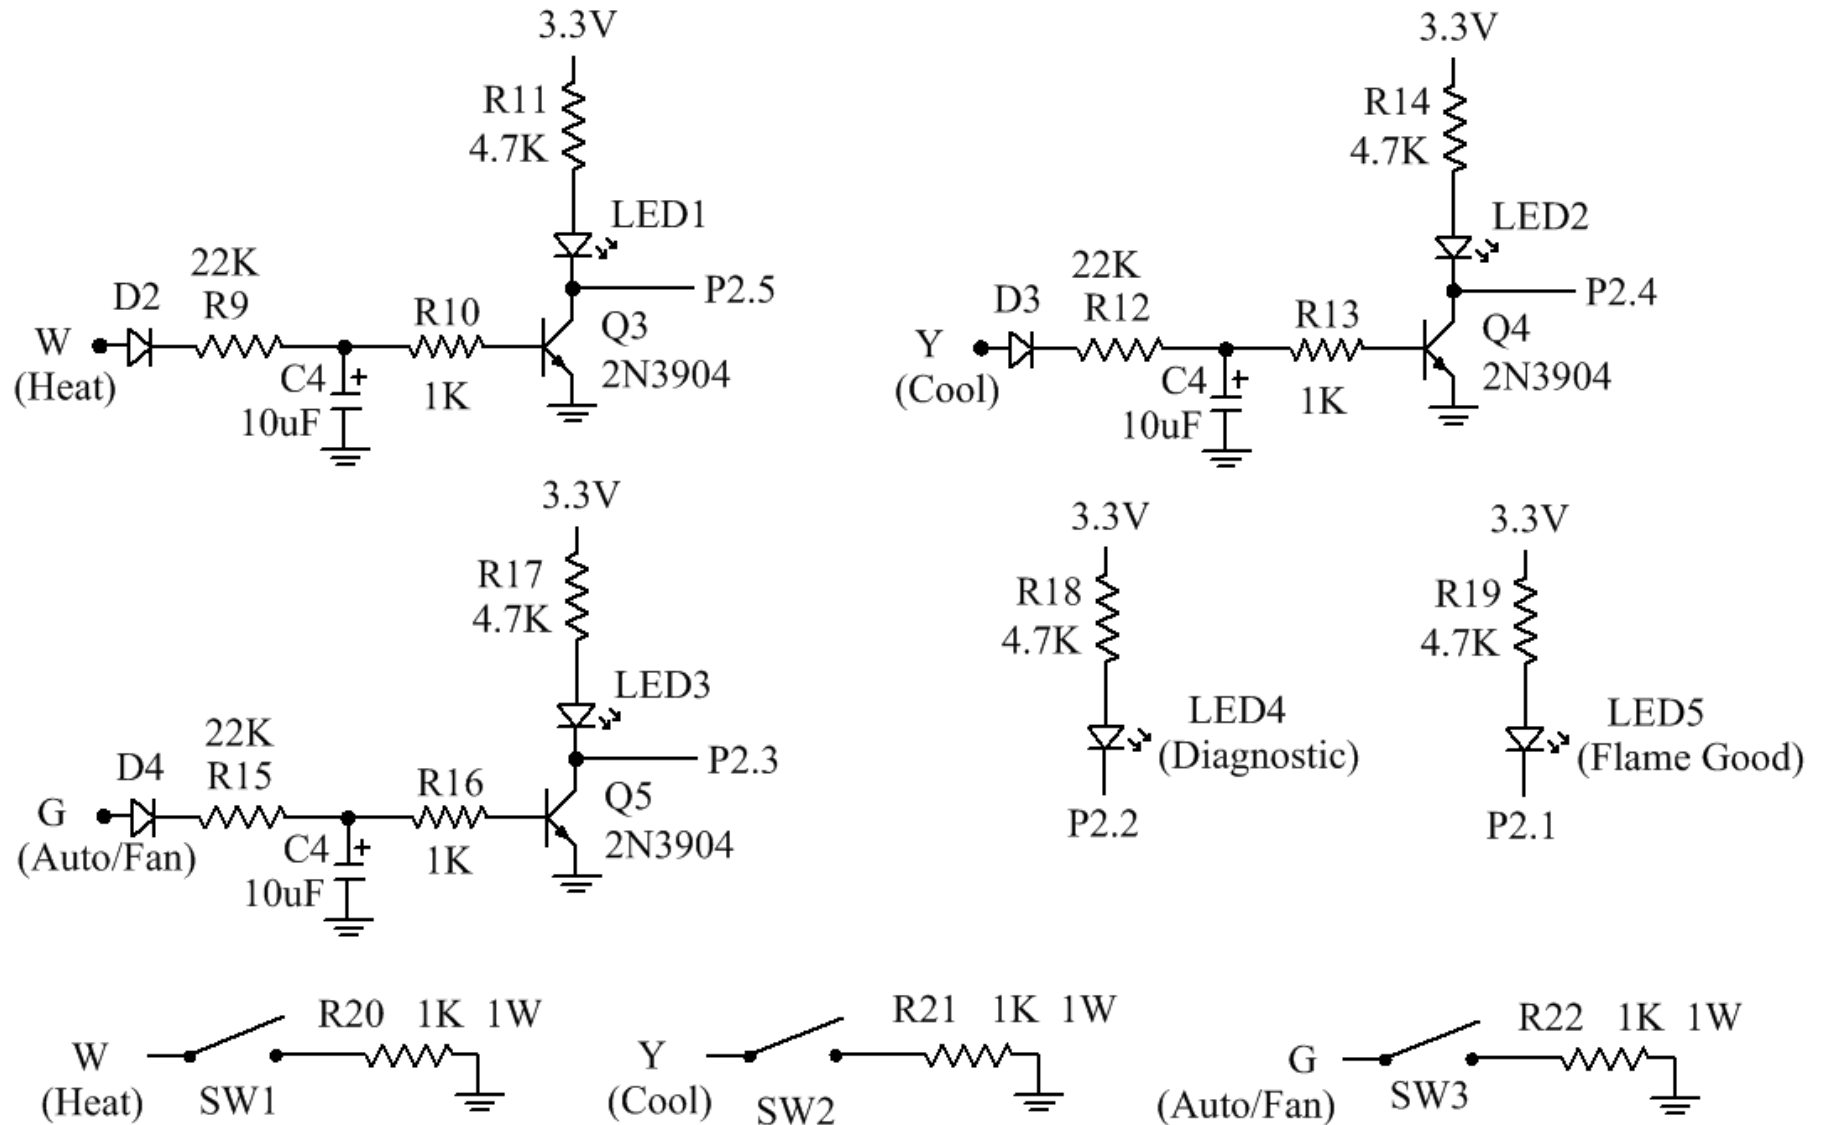 3.3V
R11
4.7K
LED1
22K
D2
R9
R10
P2.5
W
(Heat)
Q3
2N3904
C4
+
10uF
1K
3.3V
R14
4.7K
LED2
22K
D3
R12
R13
P2.4
Y
(Cool)
Q4
2N3904
C4
+
10uF
1K
3.3V
R17
4.7K
LED3
22K
D4
R15
R16
P2.3
G
(Auto/Fan)
Q5
2N3904
C4
+
10uF
1K
3.3V
R18
4.7K
LED4
(Diagnostic)
P2.2
3.3V
R19
4.7K
LED5
(Flame Good)
P2.1
R20 1K 1W
W
(Heat)
SW1
R21 1K 1W
Y
(Cool)
SW2
R22 1K 1W
G
(Auto/Fan)
SW3